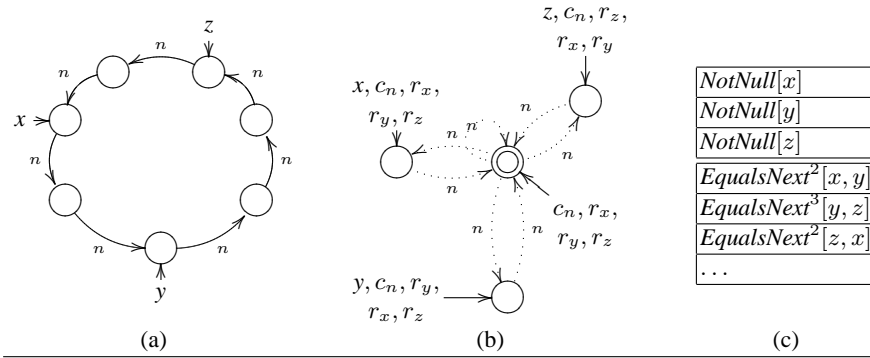 z
n
n
n
x
n
n
n
n
y
(a)
z, c_n, r_z,
r_x, r_y
x, c_n, r_x,
r_y, r_z
n
n
n
n
n
c_n, r_x,
r_y, r_z
n
n
y, c_n, r_y,
r_x, r_z
(b)
NotNull[x]
NotNull[y]
NotNull[z]
EqualsNext^2[x, y]
EqualsNext^3[y, z]
EqualsNext^2[z, x]
...
(c)